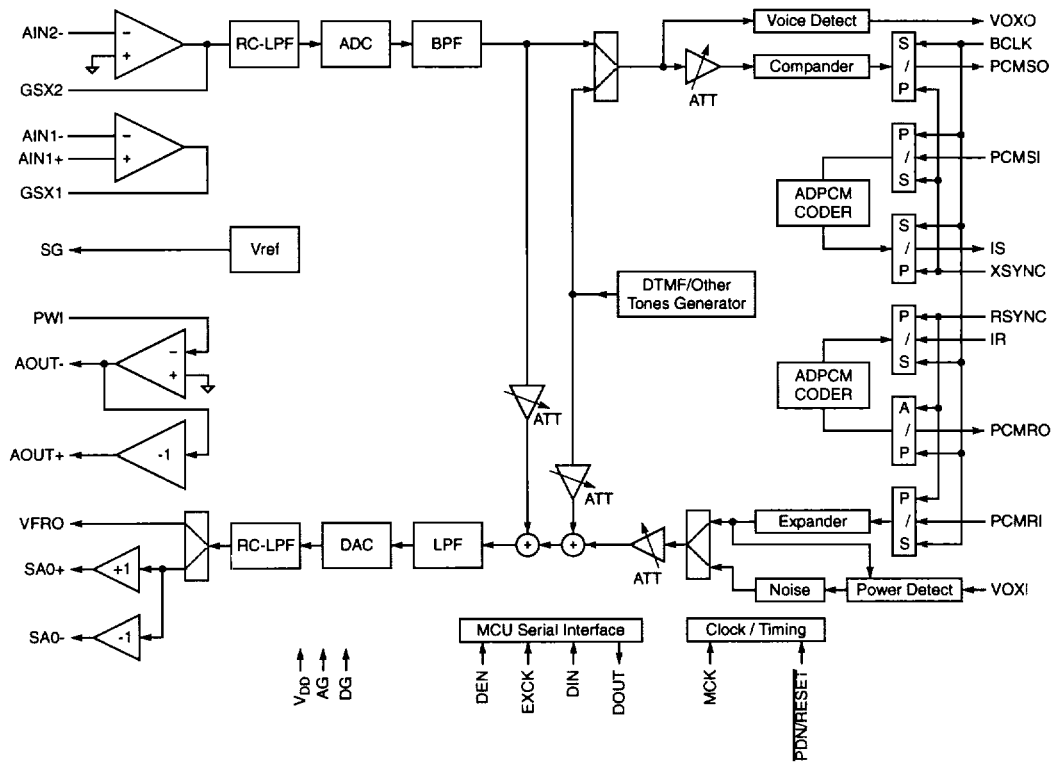 AIN2-
GSX2
AIN1-
AIN1+
GSX1
SG
PWI
AOUT-
AOUT+
VFRO
SA0+
SA0-
−
+
−
+
−
+
-1
+1
-1
RC-LPF
ADC
BPF
Vref
RC-LPF
DAC
LPF
+
+
ATT
ATT
ATT
ATT
DTMF/Other
Tones Generator
Voice Detect
Compander
S
/
P
P
/
S
ADPCM
CODER
S
/
P
P
/
S
ADPCM
CODER
A
/
P
P
/
S
Expander
Noise
Power Detect
VOXO
BCLK
PCMSO
PCMSI
IS
XSYNC
RSYNC
IR
PCMRO
PCMRI
VOXI
MCU Serial Interface
Clock / Timing
VDD
AG
DG
DEN
EXCK
DIN
DOUT
MCK
PDN/RESET